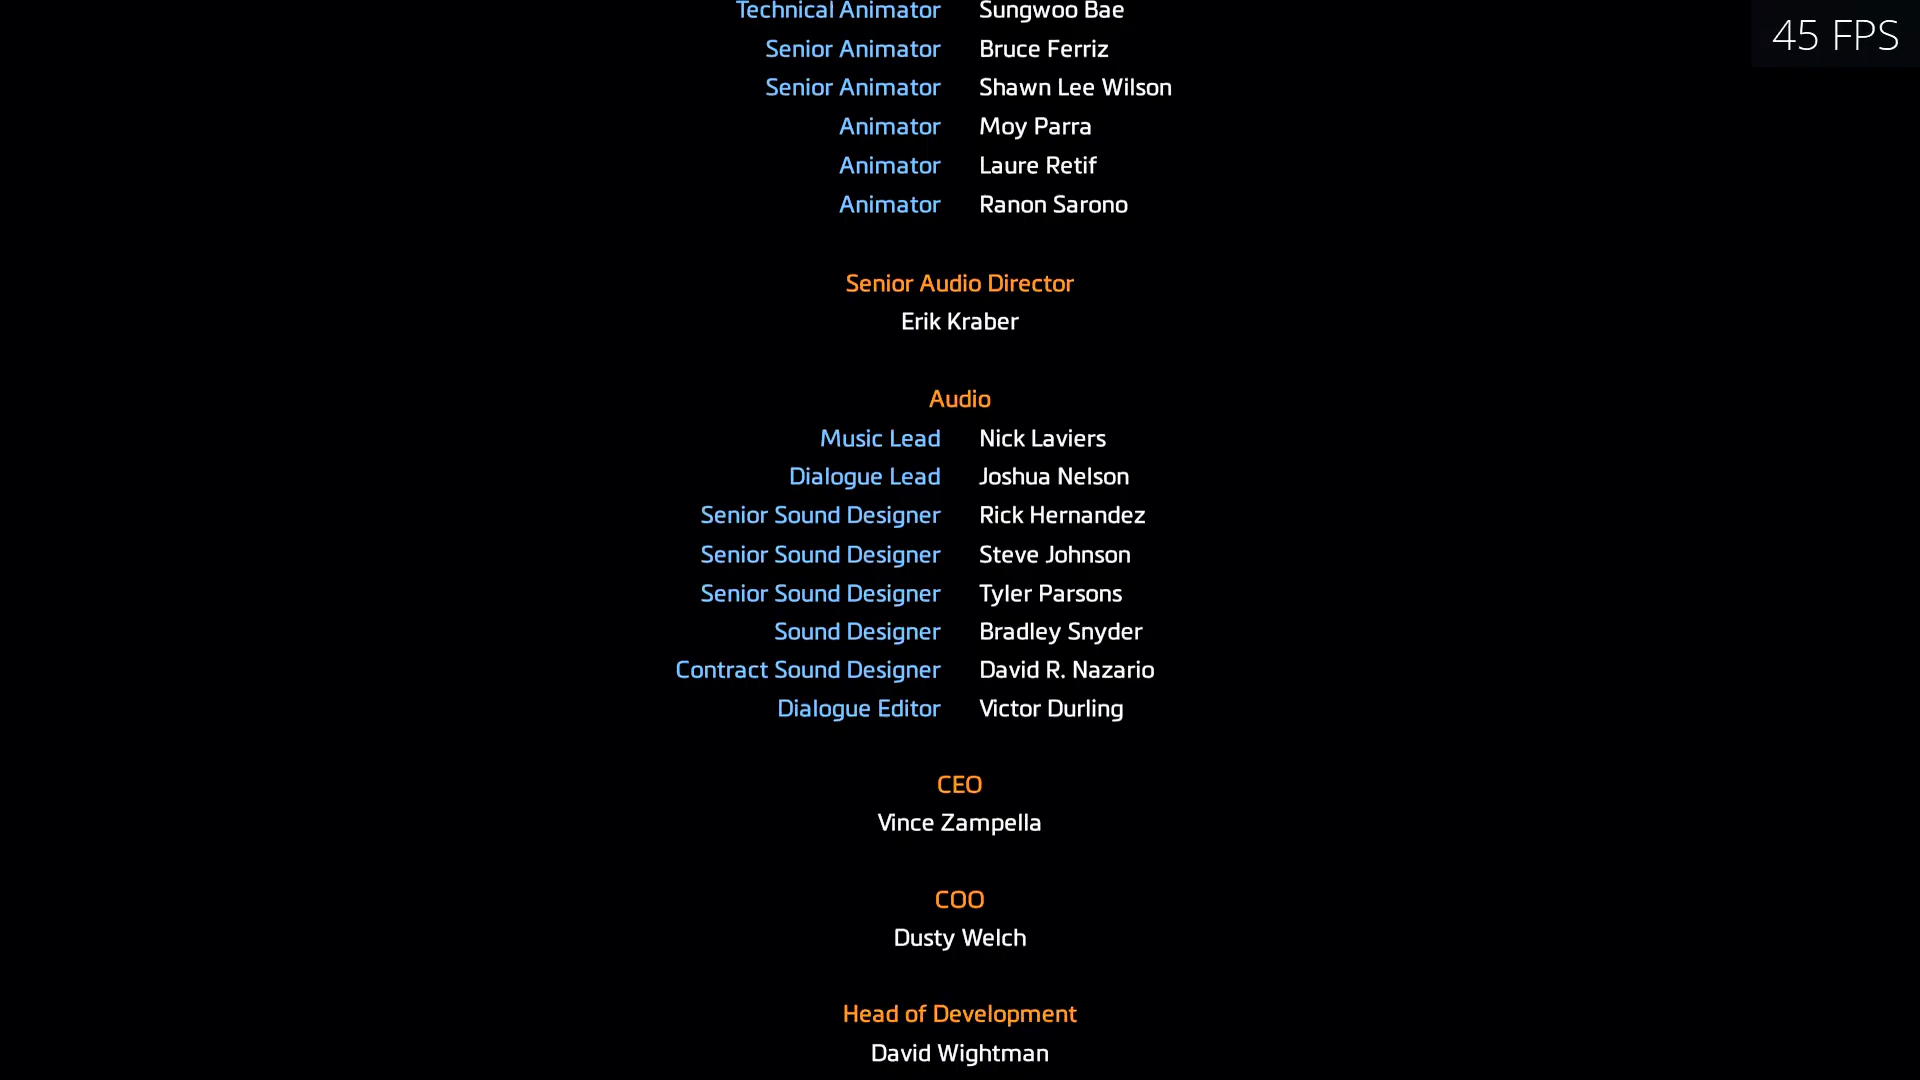 Technical Animator Sungwoo Bae
45 FPS
Senior Animator Bruce Ferriz
Senior Animator Shawn Lee Wilson
Animator Moy Parra
Animator Laure Retif
Animator Ranon Sarono
Senior Audio Director
Erik Kraber
Audio
Music Lead Nick Laviers
Dialogue Lead Joshua Nelson
Senior Sound Designer Rick Hernandez
Senior Sound Designer Steve Johnson
Senior Sound Designer Tyler Parsons
Sound Designer Bradley Snyder
Contract Sound Designer David R. Nazario
Dialogue Editor Victor Durling
CEO
Vince Zampella
COO
Dusty Welch
Head of Development
David Wightman